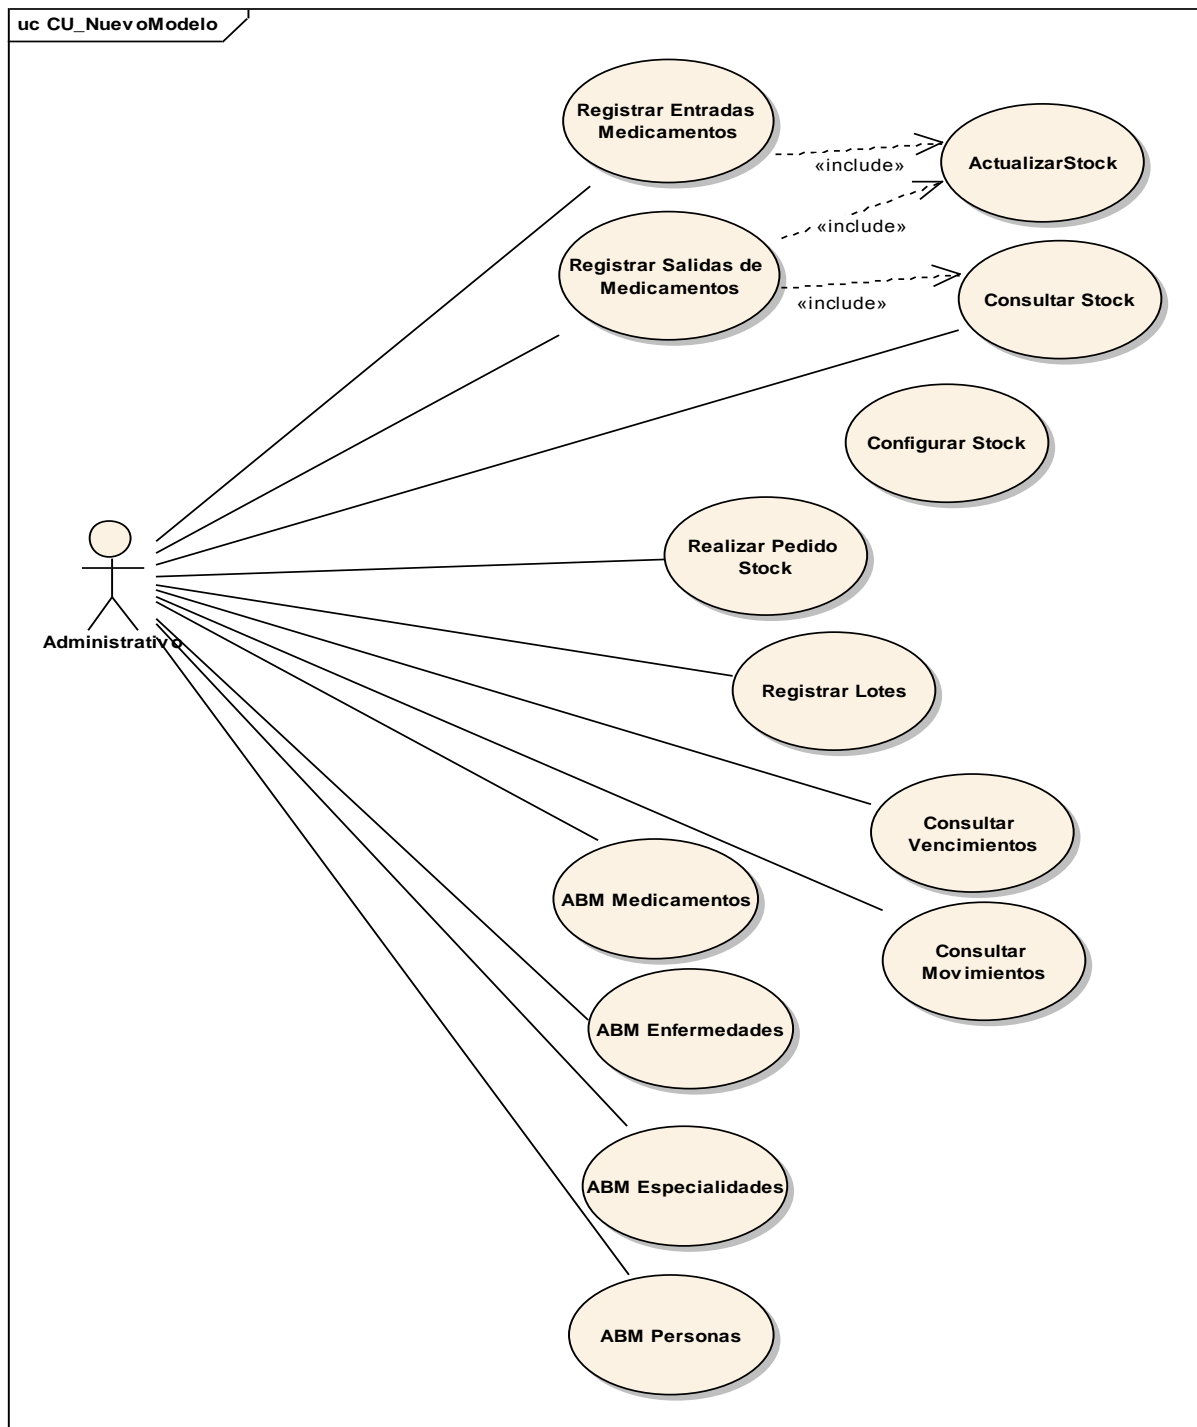 uc CU_NuevoModelo
Registrar Entradas
Medicamentos
ActualizarStock
«include»
«include»
Registrar Salidas de
Medicamentos
Consultar Stock
«include»
Configurar Stock
Realizar Pedido
Stock
Administrativo
Registrar Lotes
Consultar
Vencimientos
ABM Medicamentos
Consultar
Movimientos
ABM Enfermedades
ABM Especialidades
ABM Personas